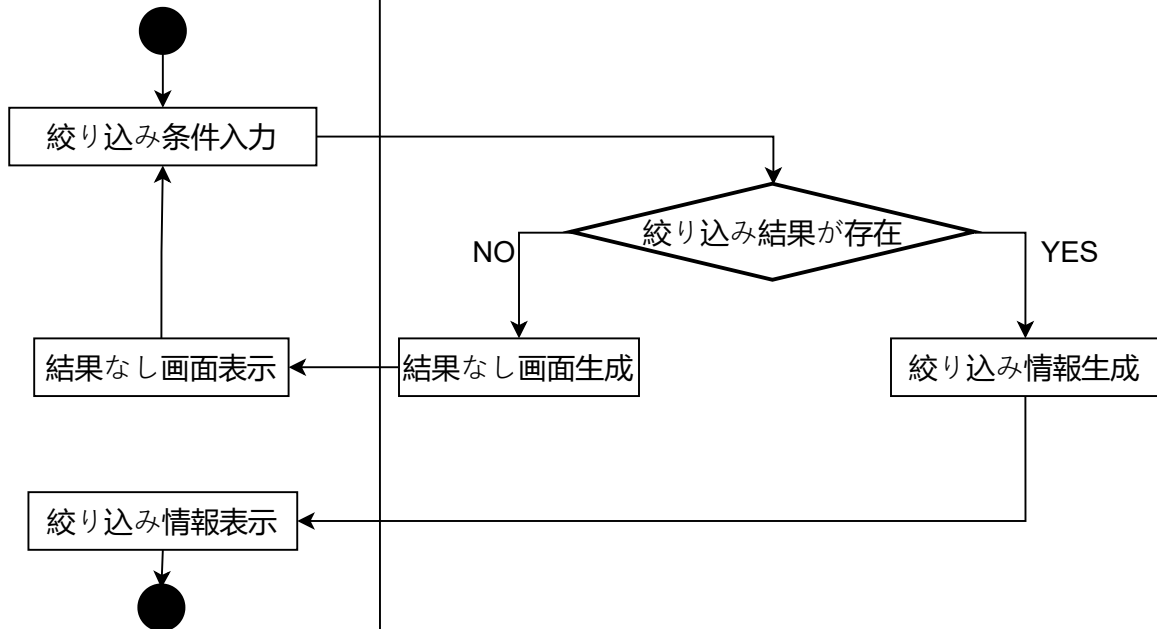 絞り込み条件入力
絞り込み結果が存在
NO
YES
結果なし画面表示
結果なし画面生成
絞り込み情報生成
絞り込み情報表示